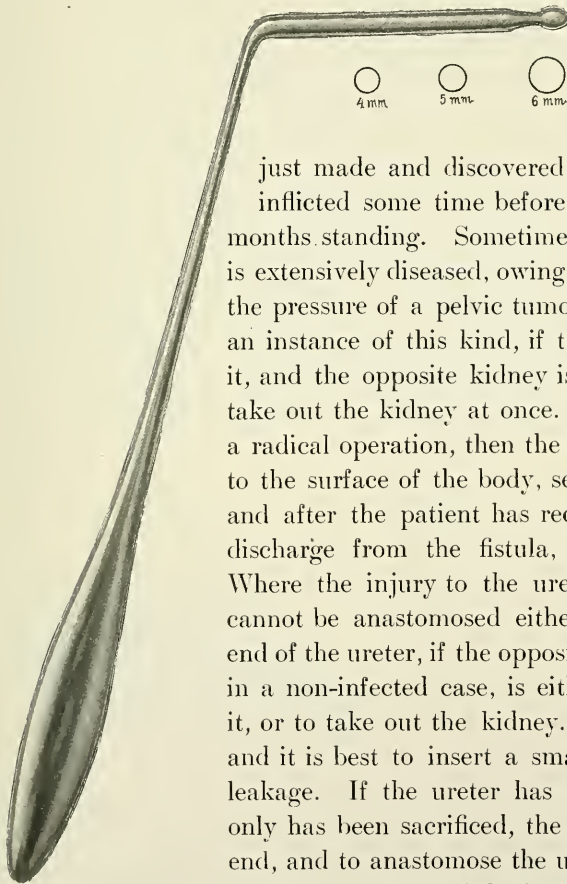 4 mm 5 mm 6 mm
just made and discovered
inflicted some time before
months standing. Sometime
is extensively diseased, owing
the pressure of a pelvic tumo
an instance of this kind, if t
it, and the opposite kidney is
take out the kidney at once.
a radical operation, then the
to the surface of the body, se
and after the patient has rec
discharge from the fistula,
Where the injury to the ure
cannot be anastomosed eithe
end of the ureter, if the opposi
in a non-infected case, is eit
it, or to take out the kidney.
and it is best to insert a sma
leakage. If the ureter has
only has been sacrificed, the
end, and to anastomose the u